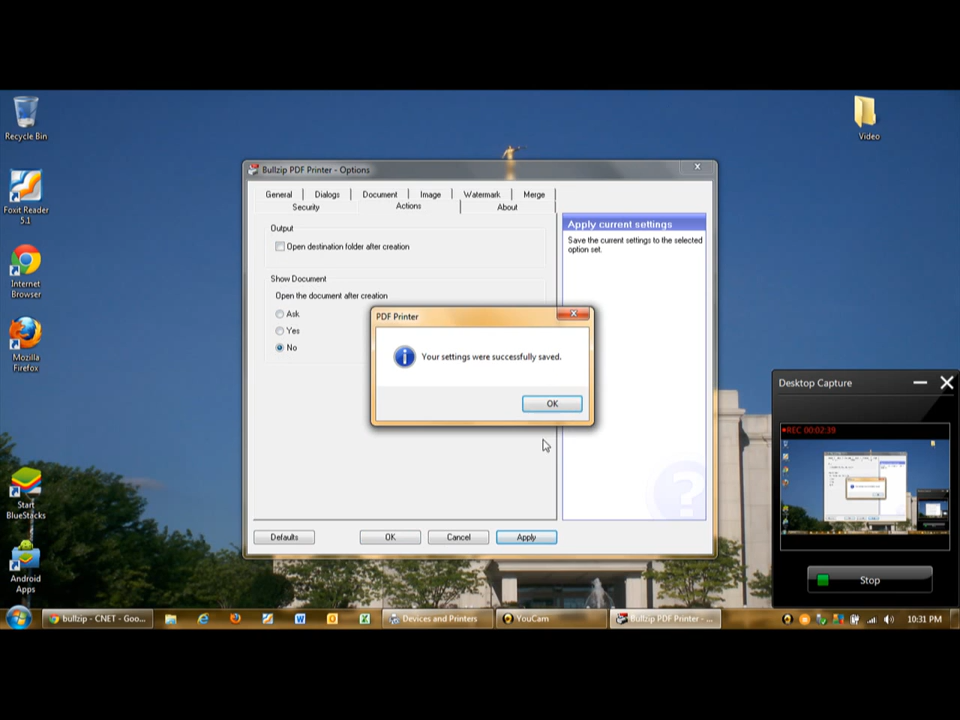 Recycle Bin
Video
Foxit Reader
5.1
Internet
Browser
Mozilla
Firefox
Start
BlueStacks
Android
Apps
Bullzip PDF Printer - Options
General
Dialogs
Document
Image
Watermark
Merge
Security
Actions
About
Output
Open destination folder after creation
Show Document
Open the document after creation
Ask
Yes
No
Apply current settings
Save the current settings to the selected
option set.
PDF Printer
Your settings were successfully saved.
OK
Defaults
OK
Cancel
Apply
Desktop Capture
REC 00:02:39
Stop
bullzip - CNET - Goo...
Devices and Printers
YouCam
Bullzip PDF Printer - ...
10:31 PM